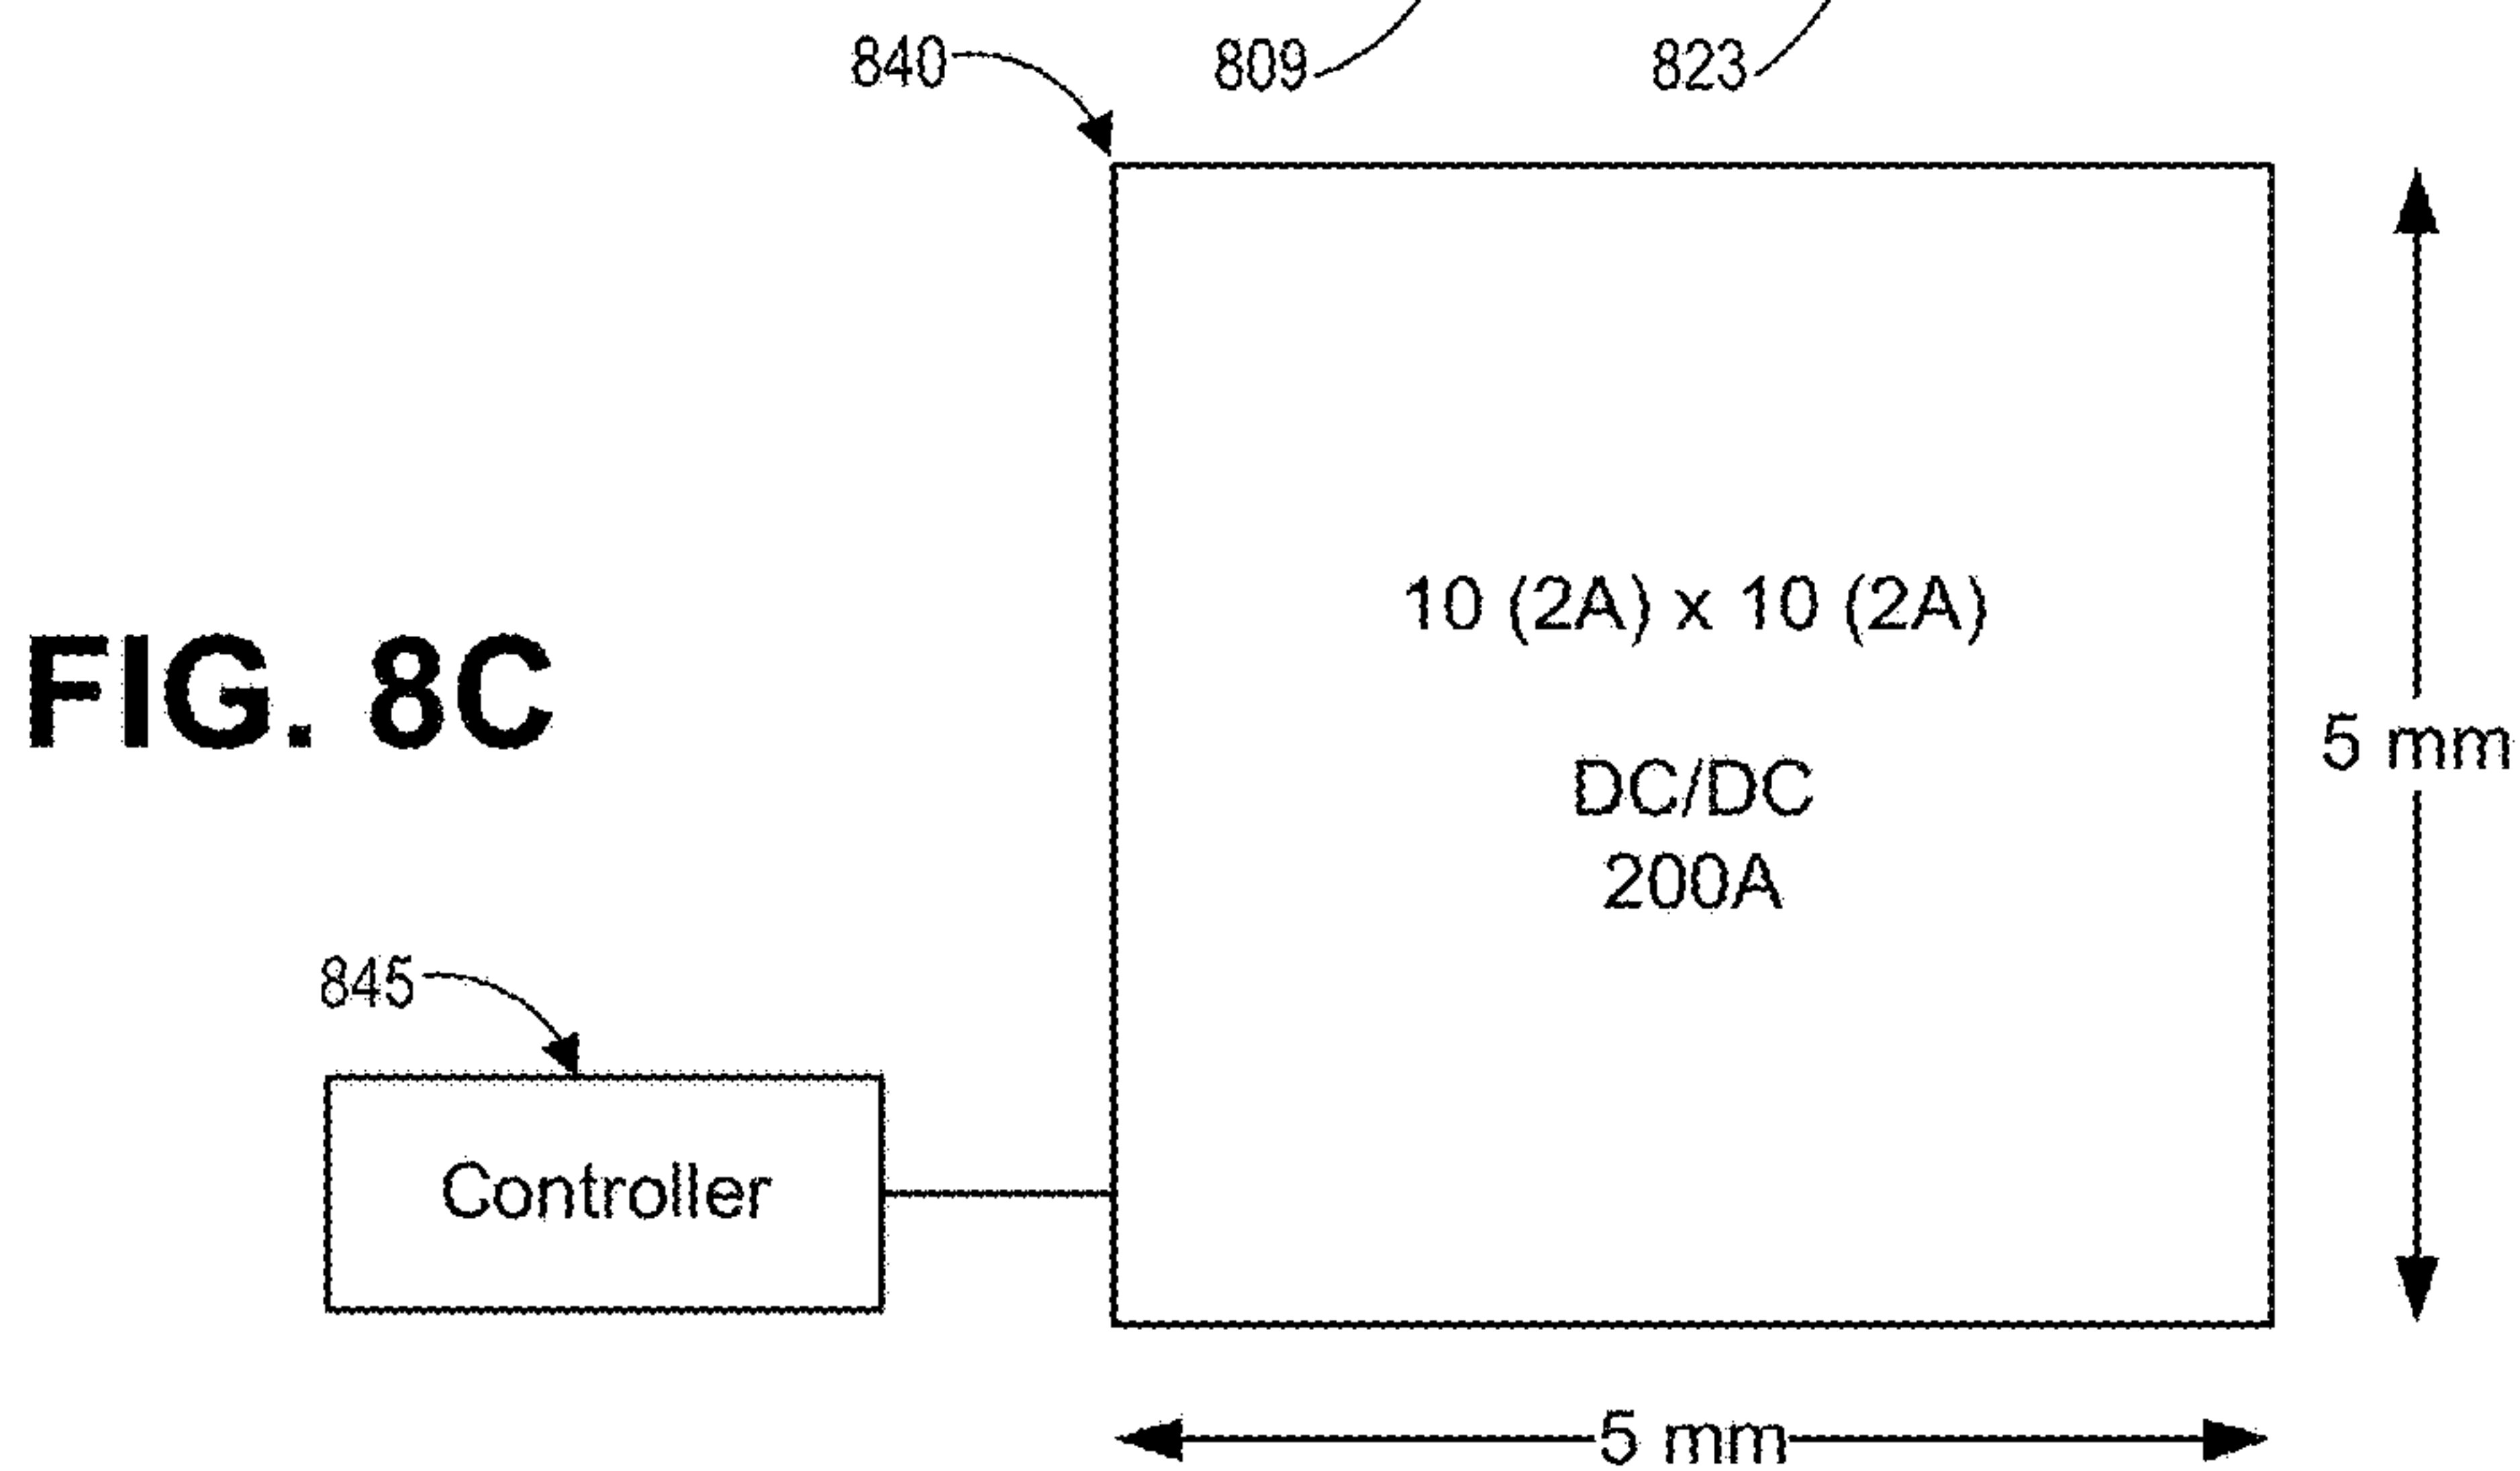 840
809
823
10 (2A) x 10 (2A)
FIG. 8C
5 mm
DC/DC
200A
845
Controller
5 mm